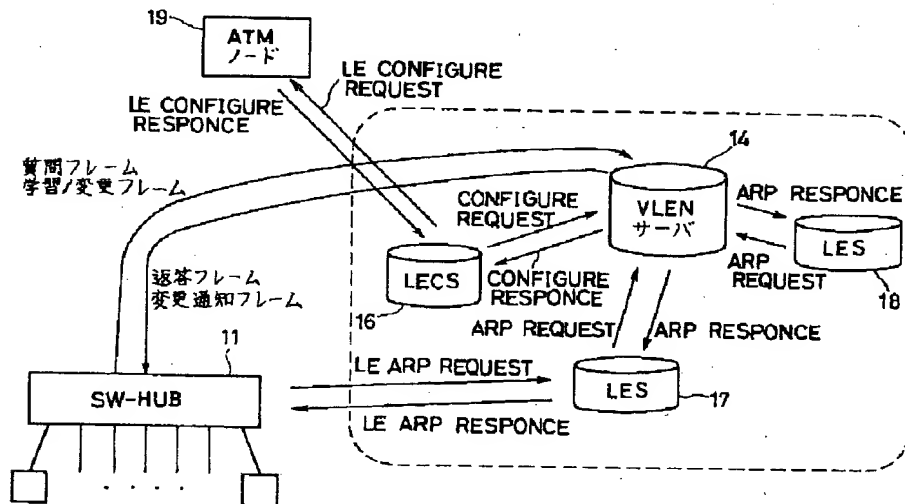 19
ATM
ノード
LE CONFIGURE
REQUEST
LE CONFIGURE
RESPONCE
質問フレーム
学習/変更フレーム
14
CONFIGURE
REQUEST
VLEN
サーバ
ARP RESPONCE
LES
ARP
REQUEST
18
LECS
16
CONFIGURE
RESPONCE
返答フレーム
変更通知フレーム
ARP REQUEST
ARP RESPONCE
11
SW-HUB
LE ARP REQUEST
LE ARP RESPONCE
LES
17